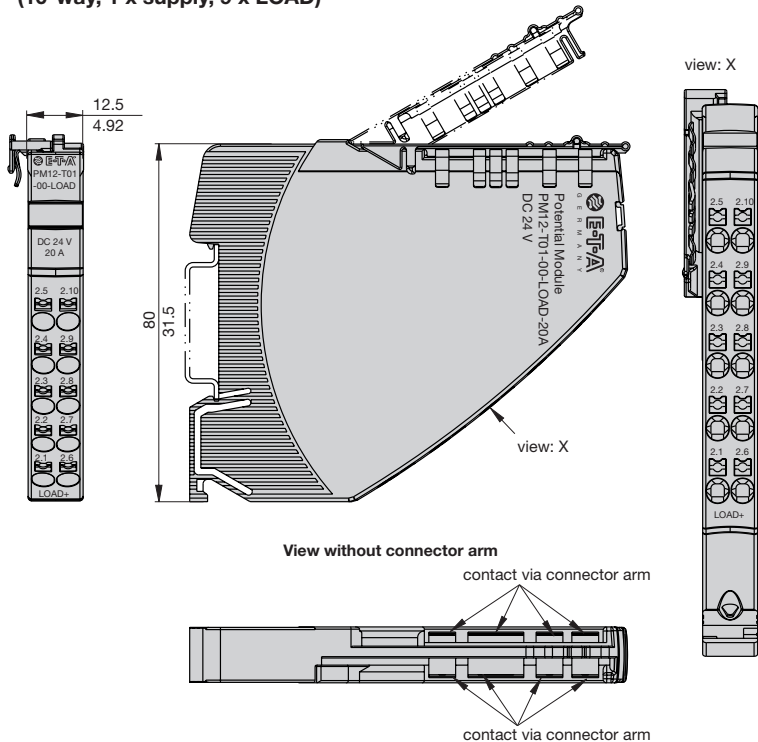 (10-way, 1 x supply, 9 x LOAD)
view: X
12.5
4.92
E-T-A
PM12-T01
-00-LOAD
DC 24 V
20 A
2.5 2.10
2.4 2.9
2.3 2.8
2.2 2.7
2.1 2.6
LOAD+
80
31.5
E-T-A®
GERMANY
Potential Module
PM12-T01-00-LOAD-20A
DC 24 V
view: X
2.5 2.10
2.4 2.9
2.3 2.8
2.2 2.7
2.1 2.6
LOAD+
View without connector arm
contact via connector arm
contact via connector arm